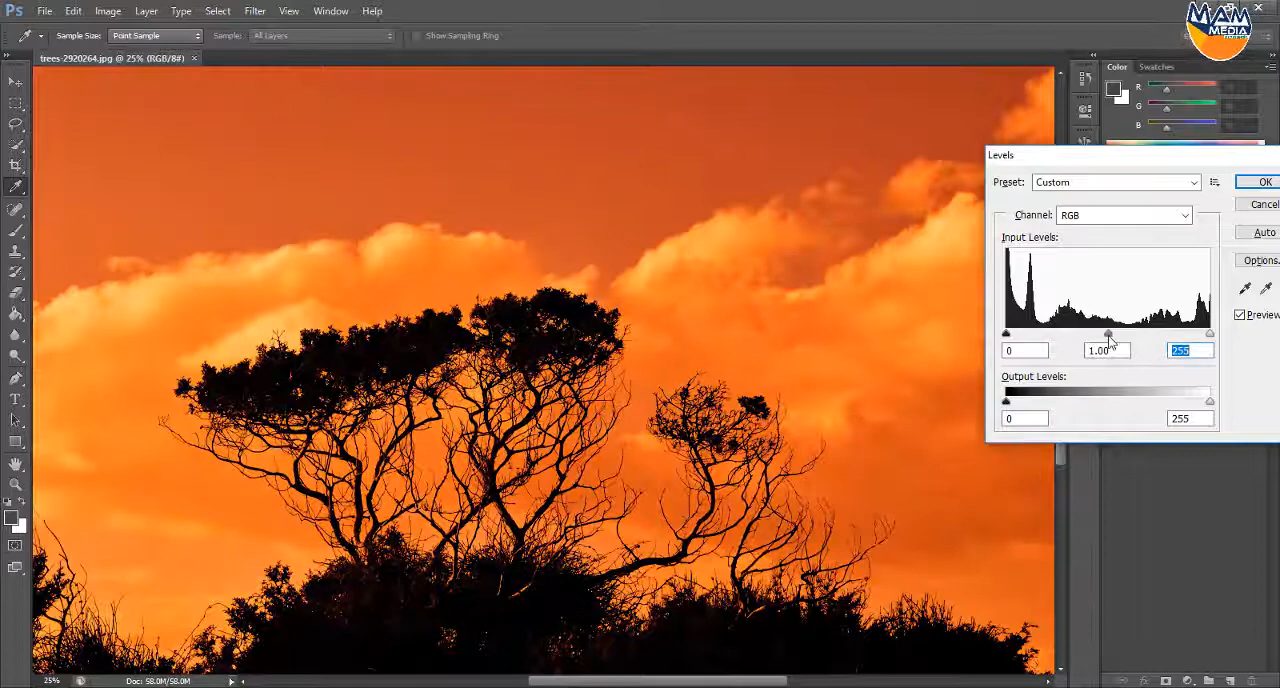 Ps File Edit Image Layer Type Select Filter View Window Help
MAM
MEDIA
Sample Size: Point Sample Sample: All Layers Show Sampling Ring
trees-2920264.jpg @ 25% (RGB/8#) ×
Color Swatches
R
G
B
Levels
Preset: Custom OK
Cancel
Channel: RGB
Auto
Input Levels:
Options.
Preview
0 1.00 255
Output Levels:
0 255
25% Doc: 58.0M/58.0M